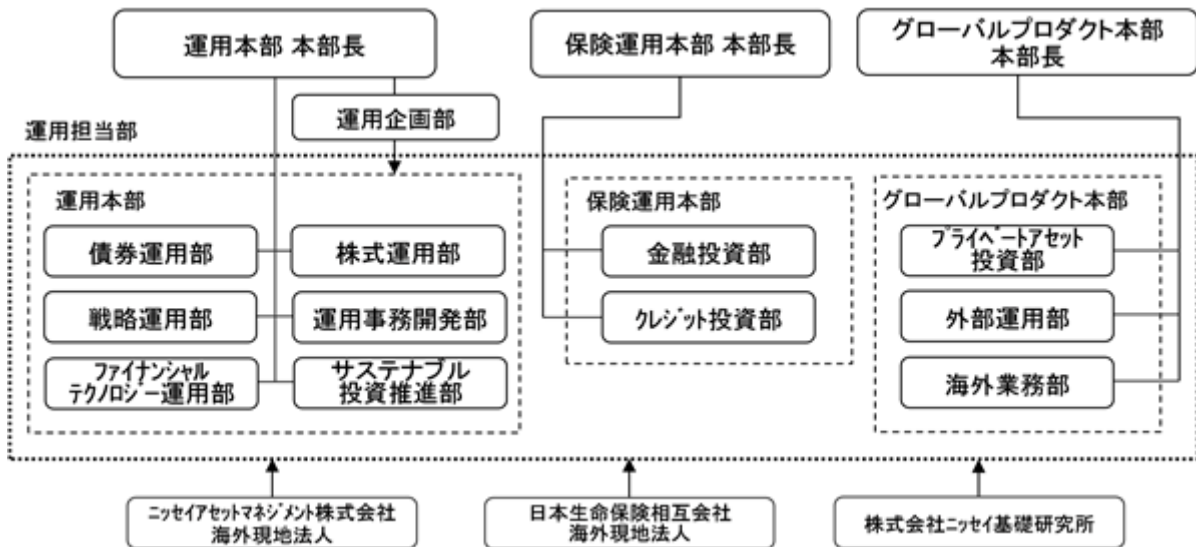 運用本部 本部長
保険運用本部 本部長
グローバルプロダクト本部
本部長
運用企画部
運用担当部
運用本部
債券運用部
株式運用部
戦略運用部
運用事務開発部
ファイナンシャル
テクノロジー運用部
サステナブル
投資推進部
保険運用本部
金融投資部
クレジット投資部
グローバルプロダクト本部
プライベートアセット
投資部
外部運用部
海外業務部
ニッセイアセットマネジメント株式会社
海外現地法人
日本生命保険相互会社
海外現地法人
株式会社ニッセイ基礎研究所